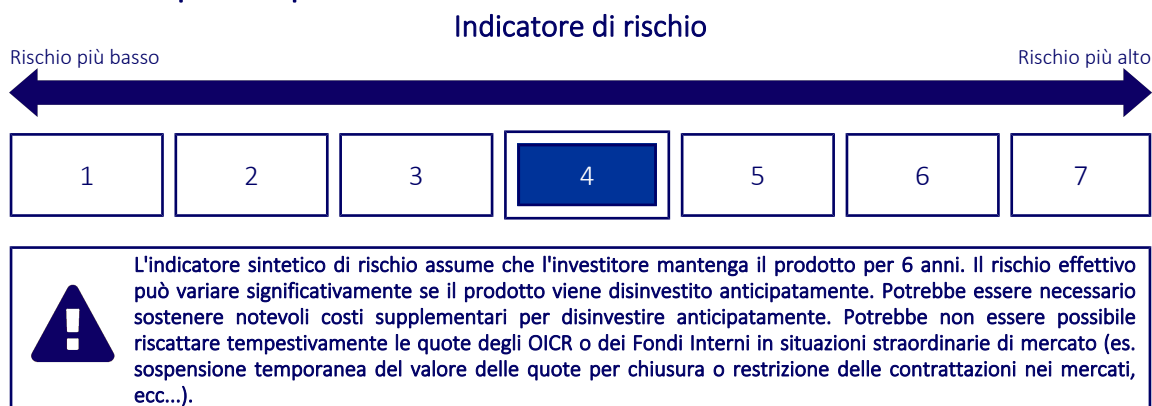 Indicatore di rischio
Rischio più basso
Rischio più alto
1 2 3 4 5 6 7
L'indicatore sintetico di rischio assume che l'investitore mantenga il prodotto per 6 anni. Il rischio effettivo
può variare significativamente se il prodotto viene disinvestito anticipatamente. Potrebbe essere necessario
sostenere notevoli costi supplementari per disinvestire anticipatamente. Potrebbe non essere possibile
riscattare tempestivamente le quote degli OICR o dei Fondi Interni in situazioni straordinarie di mercato (es.
sospensione temporanea del valore delle quote per chiusura o restrizione delle contrattazioni nei mercati,
ecc...).